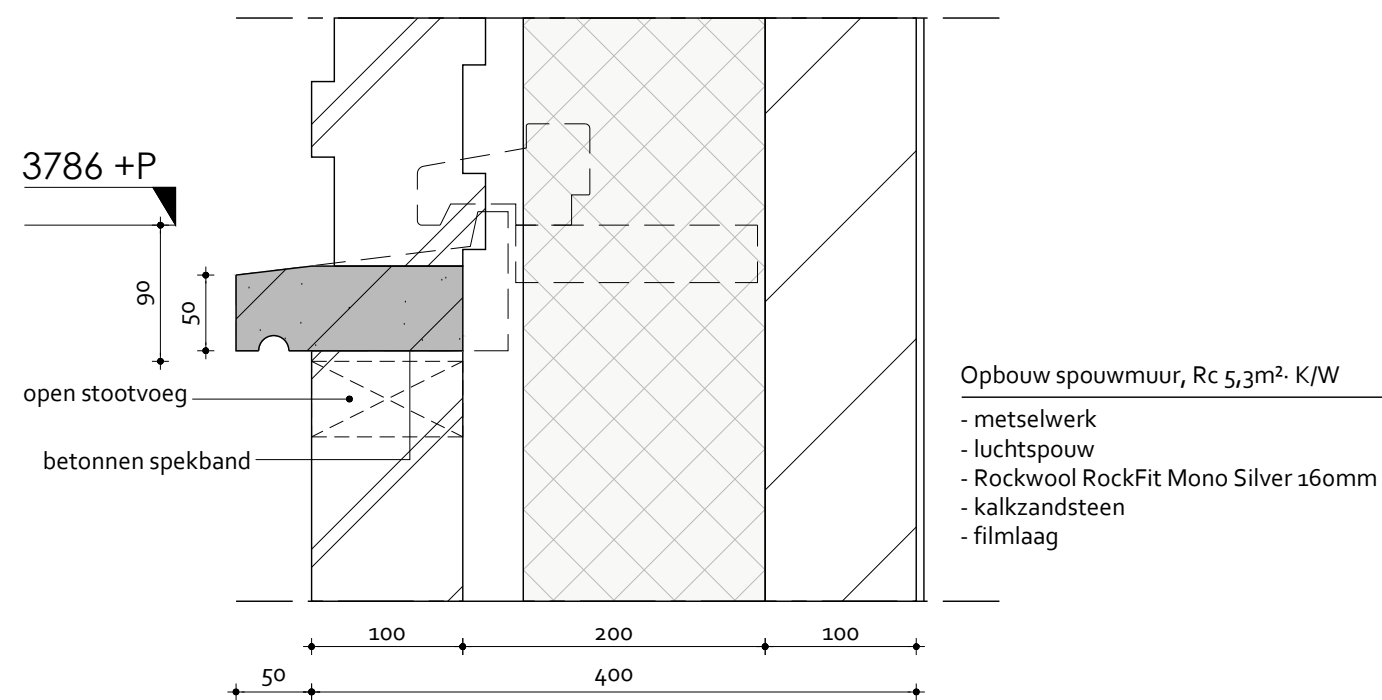 3786 +P
90
50
open stootvoeg
betonnen spekband
Opbouw spouwmuur, Rc 5,3m²· K/W
- metselwerk
- luchtspouw
- Rockwool RockFit Mono Silver 160mm
- kalkzandsteen
- filmlaag
100 200 100
50 400